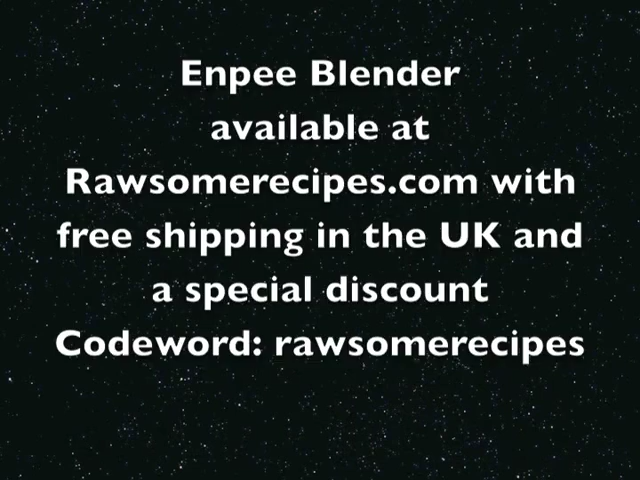 Enpee Blender
available at
Rawsomerecipes.com with
free shipping in the UK and
a special discount
Codeword: rawsomerecipes